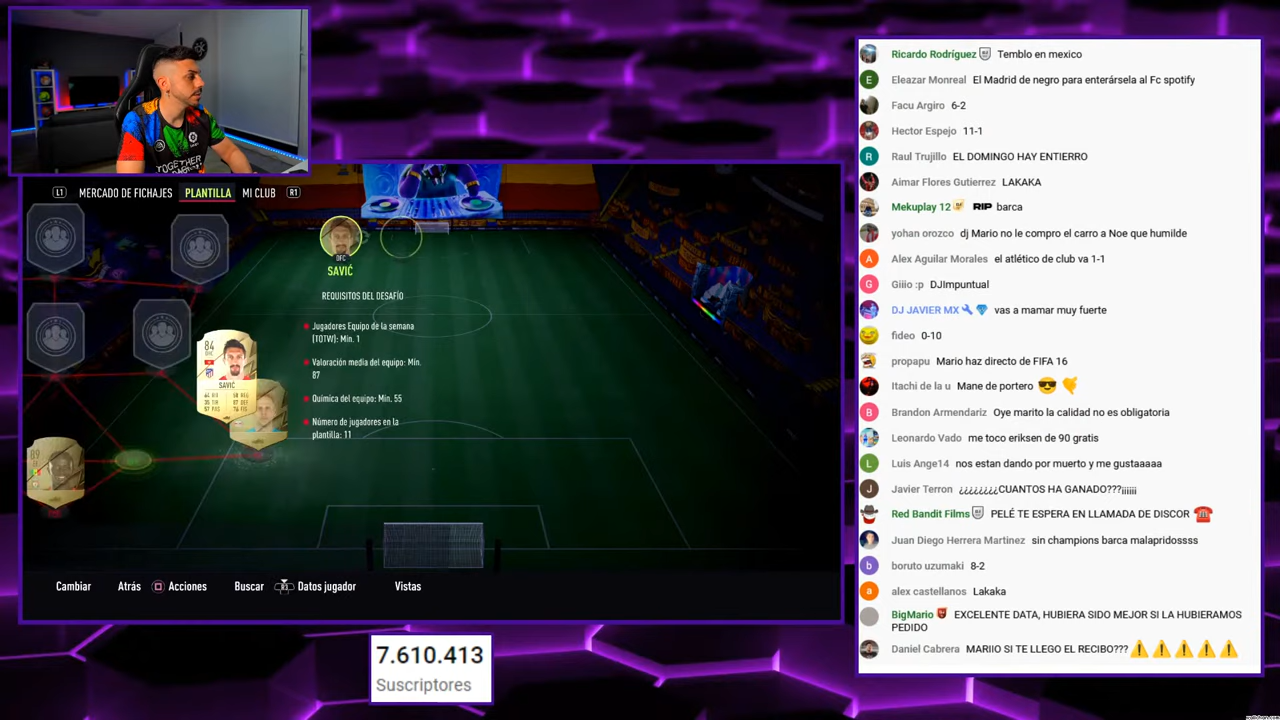 L1 MERCADO DE FICHAJES PLANTILLA MI CLUB R1
TOGETHER
DFC
SAVIĆ
REQUISITOS DEL DESAFÍO
Jugadores Equipo de la semana
(TOTW): Mín. 1
Valoración media del equipo: Mín.
87
Química del equipo: Mín. 55
Número de jugadores en la
plantilla: 11
84
SAVIĆ
89
Cambiar Atrás Acciones Buscar R3 Datos jugador Vistas
7.610.413
Suscriptores
Ricardo Rodríguez Temblo en mexico
E Eleazar Monreal El Madrid de negro para enterársela al Fc spotify
Facu Argiro 6-2
Hector Espejo 11-1
R Raul Trujillo EL DOMINGO HAY ENTIERRO
Aimar Flores Gutierrez LAKAKA
Mekuplay 12 RIP barca
yohan orozco dj Mario no le compro el carro a Noe que humilde
A Alex Aguilar Morales el atlético de club va 1-1
G Giiio :p DJImpuntual
DJ JAVIER MX vas a mamar muy fuerte
fideo 0-10
propapu Mario haz directo de FIFA 16
Itachi de la u Mane de portero 😎
B Brandon Armendariz Oye marito la calidad no es obligatoria
Leonardo Vado me toco eriksen de 90 gratis
L Luis Ange14 nos estan dando por muerto y me gustaaaaa
J Javier Terron ¿¿¿¿¿¿¿¿CUANTOS HA GANADO???¡¡¡¡¡¡
Red Bandit Films PELÉ TE ESPERA EN LLAMADA DE DISCOR ☎️
Juan Diego Herrera Martinez sin champions barca malapridossss
b boruto uzumaki 8-2
a alex castellanos Lakaka
BigMario EXCELENTE DATA, HUBIERA SIDO MEJOR SI LA HUBIERAMOS
PEDIDO
Daniel Cabrera MARIIO SI TE LLEGO EL RECIBO??? ⚠️⚠️⚠️⚠️⚠️